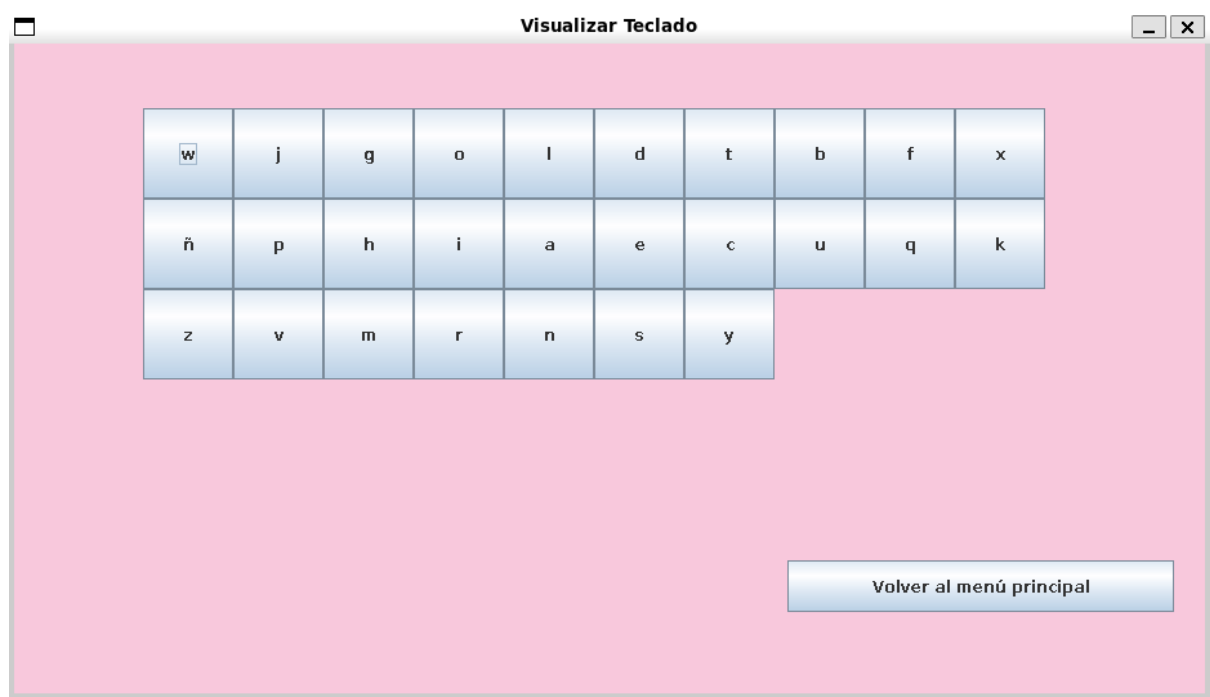 Visualizar Teclado
w j g o l d t b f x
ñ p h i a e c u q k
z v m r n s y
Volver al menú principal